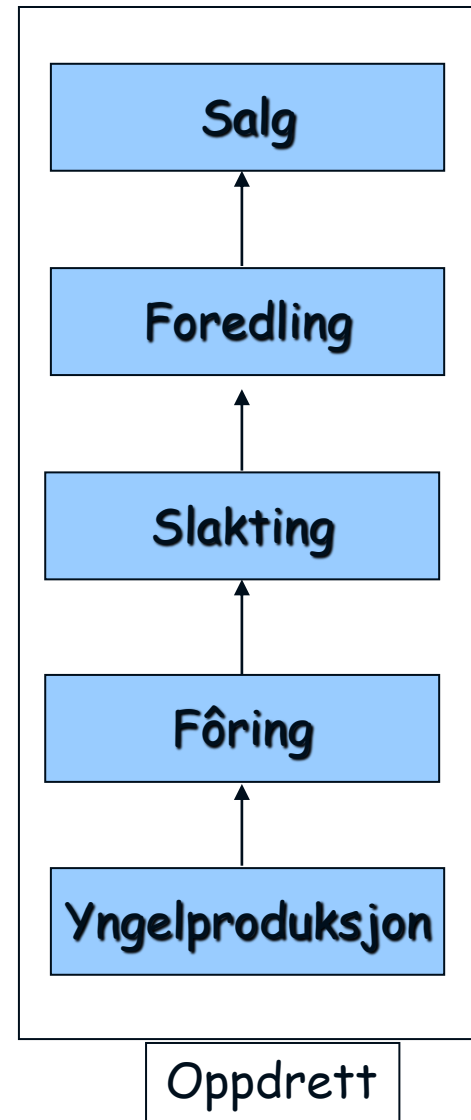 Salg
Foredling
Slakting
Fôring
Yngelproduksjon
Oppdrett